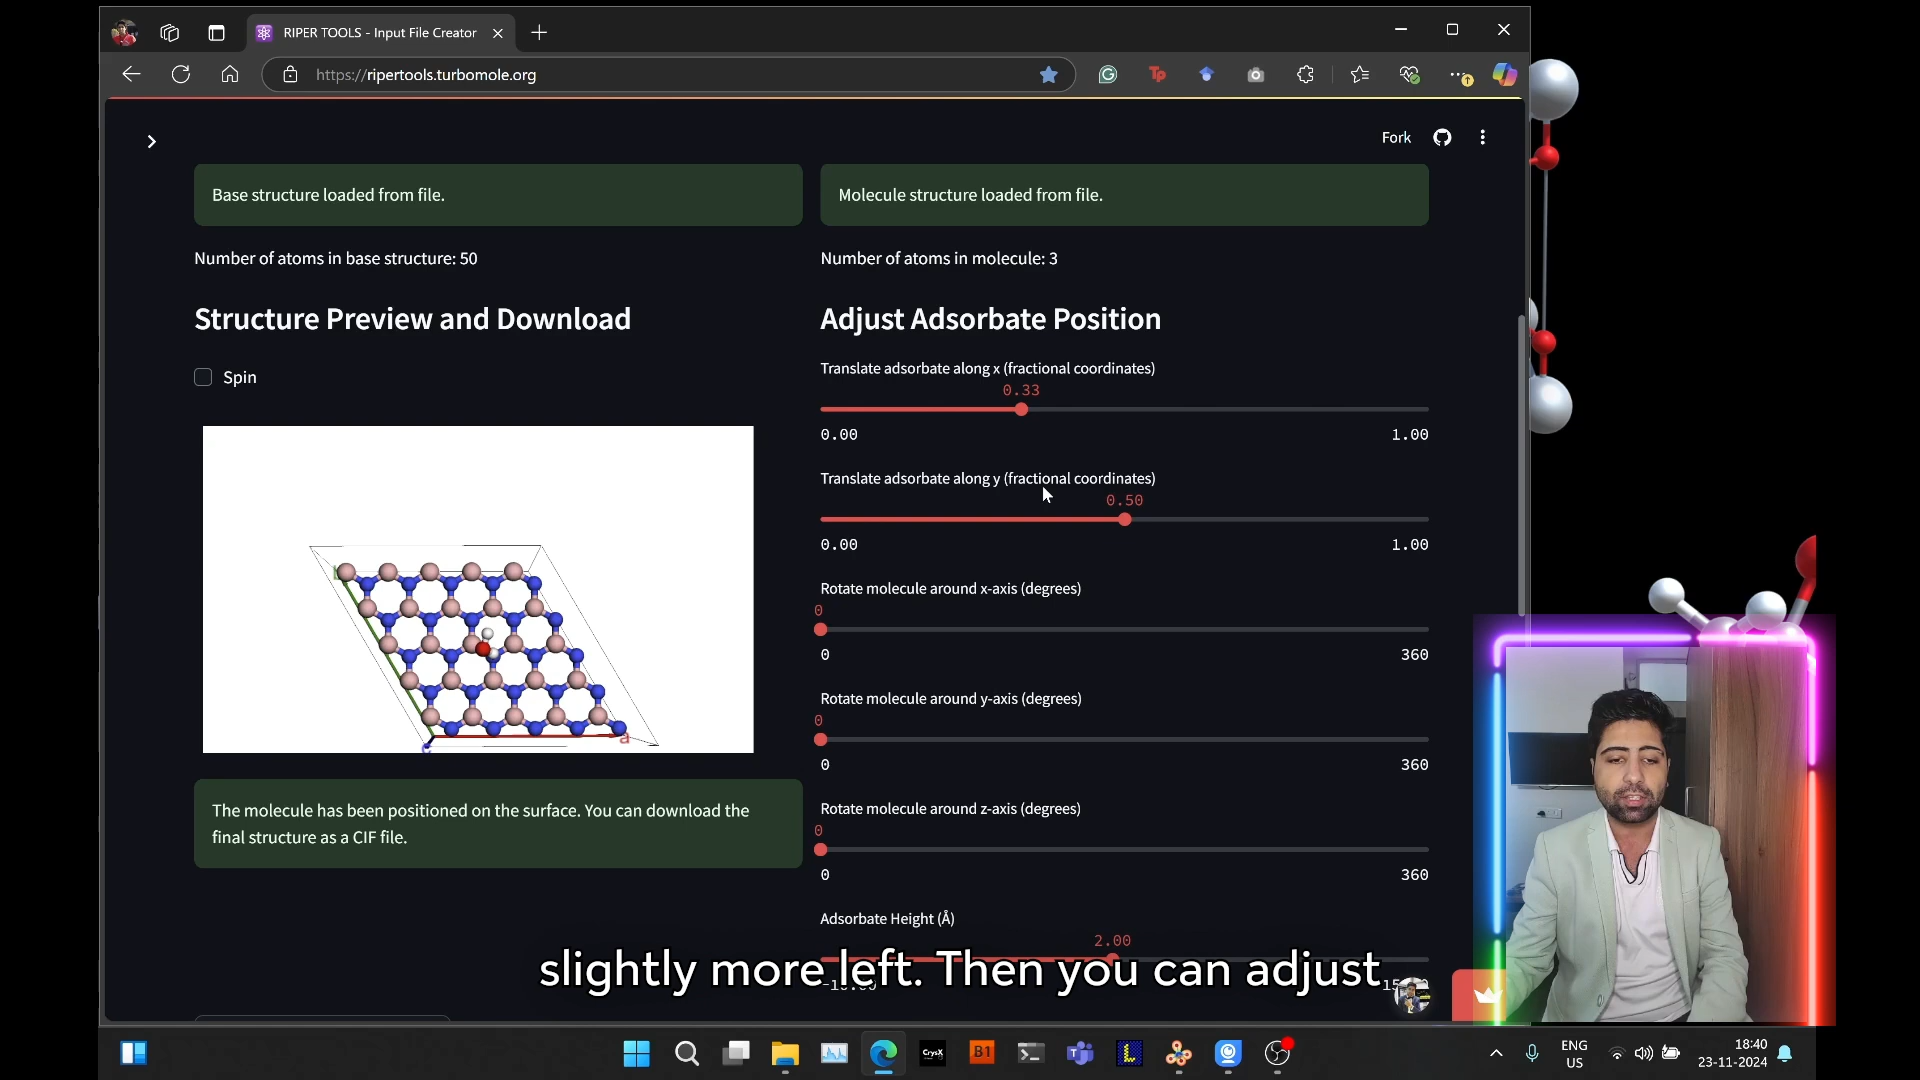 RIPER TOOLS - Input File Creator
https://ripertools.turbomole.org
Fork
Base structure loaded from file.
Molecule structure loaded from file.
Number of atoms in base structure: 50
Number of atoms in molecule: 3
Structure Preview and Download
Adjust Adsorbate Position
Spin
Translate adsorbate along x (fractional coordinates)
0.33
0.00
1.00
Translate adsorbate along y (fractional coordinates)
0.50
0.00
1.00
Rotate molecule around x-axis (degrees)
0
0
360
Rotate molecule around y-axis (degrees)
0
0
360
Rotate molecule around z-axis (degrees)
0
0
360
Adsorbate Height (Å)
2.00
a
The molecule has been positioned on the surface. You can download the
final structure as a CIF file.
slightly more left. Then you can adjust
CrysX
B1
ENG
US
18:40
23-11-2024